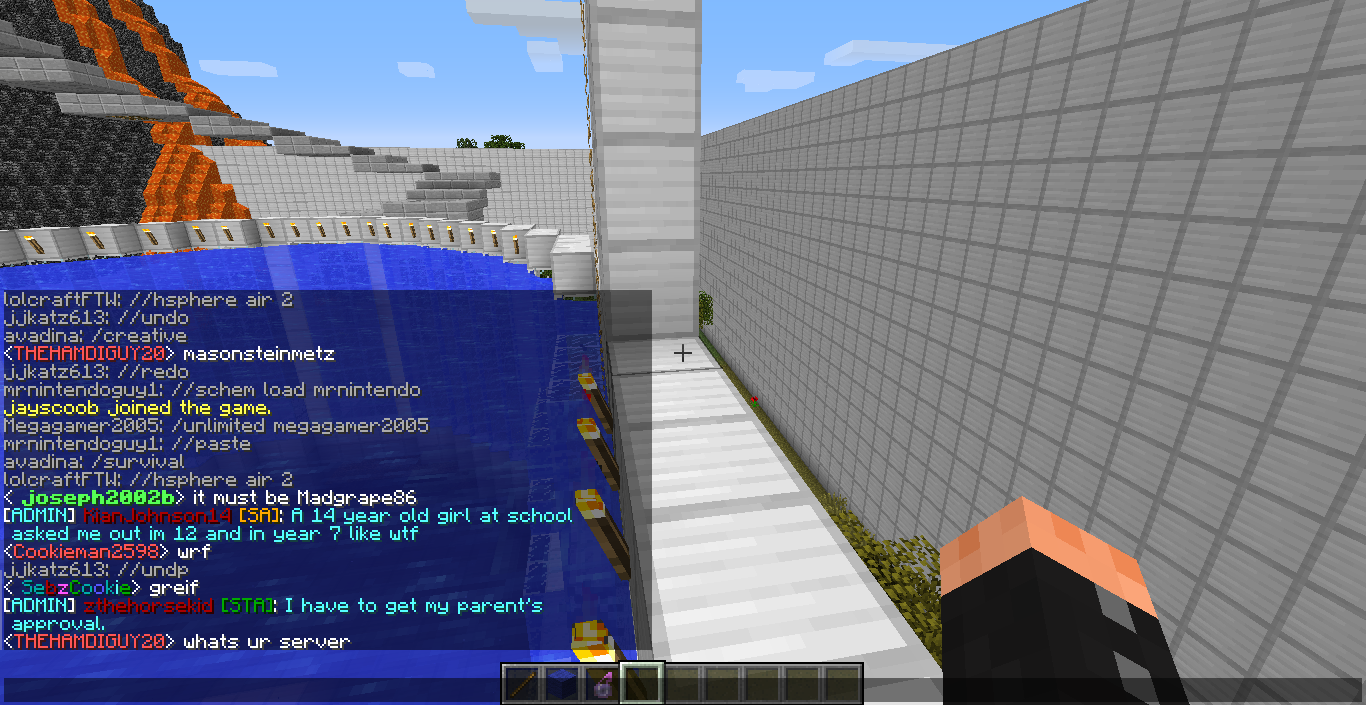 lolcraftFTW: //hsphere air 2
jjkatz613: //undo
avadina: /creative
<THEHAMDIGUY20> masonsteinmetz
jjkatz613: //redo
mrnintendoguy1: //schem load mrnintendo
jayscoob joined the game.
Megagamer2005: /unlimited megagamer2005
mrnintendoguy1: //paste
avadina: /survival
lolcraftFTW: //hsphere air 2
< joseph2002b> it must be Madgrape86
[ADMIN] KianJohnson14 [SA]: A 14 year old girl at school
asked me out im 12 and in year 7 like wtf
<Cookieman2598> wrf
jjkatz613: //undp
< SebzCookie> greif
[ADMIN] zthehorsekid [STA]: I have to get my parent's
approval.
<THEHAMDIGUY20> whats ur server